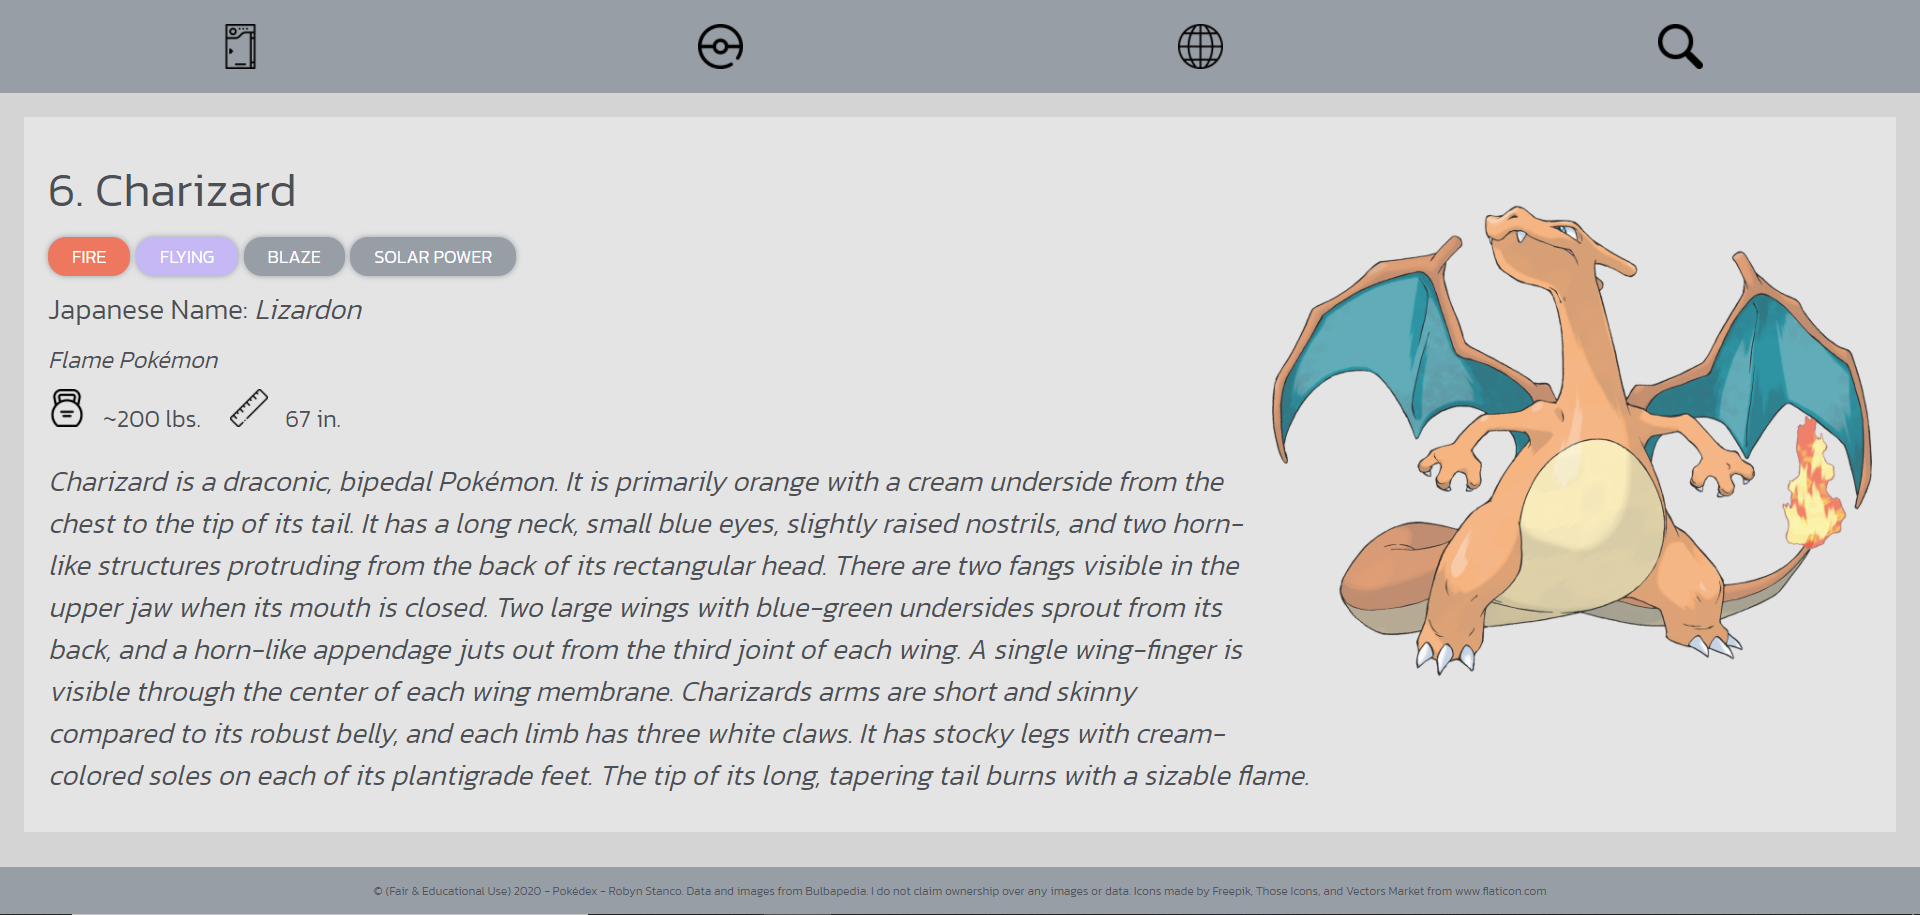 6. Charizard
FIRE FLYING BLAZE SOLAR POWER
Japanese Name: Lizardon
Flame Pokémon
~200 lbs. 67 in.
Charizard is a draconic, bipedal Pokémon. It is primarily orange with a cream underside from the
chest to the tip of its tail. It has a long neck, small blue eyes, slightly raised nostrils, and two horn-
like structures protruding from the back of its rectangular head. There are two fangs visible in the
upper jaw when its mouth is closed. Two large wings with blue-green undersides sprout from its
back, and a horn-like appendage juts out from the third joint of each wing. A single wing-finger is
visible through the center of each wing membrane. Charizards arms are short and skinny
compared to its robust belly, and each limb has three white claws. It has stocky legs with cream-
colored soles on each of its plantigrade feet. The tip of its long, tapering tail burns with a sizable flame.
© (Fair & Educational Use) 2020 - Pokédex - Robyn Stanco. Data and images from Bulbapedia. I do not claim ownership over any images or data. Icons made by Freepik, Those Icons, and Vectors Market from www.flaticon.com